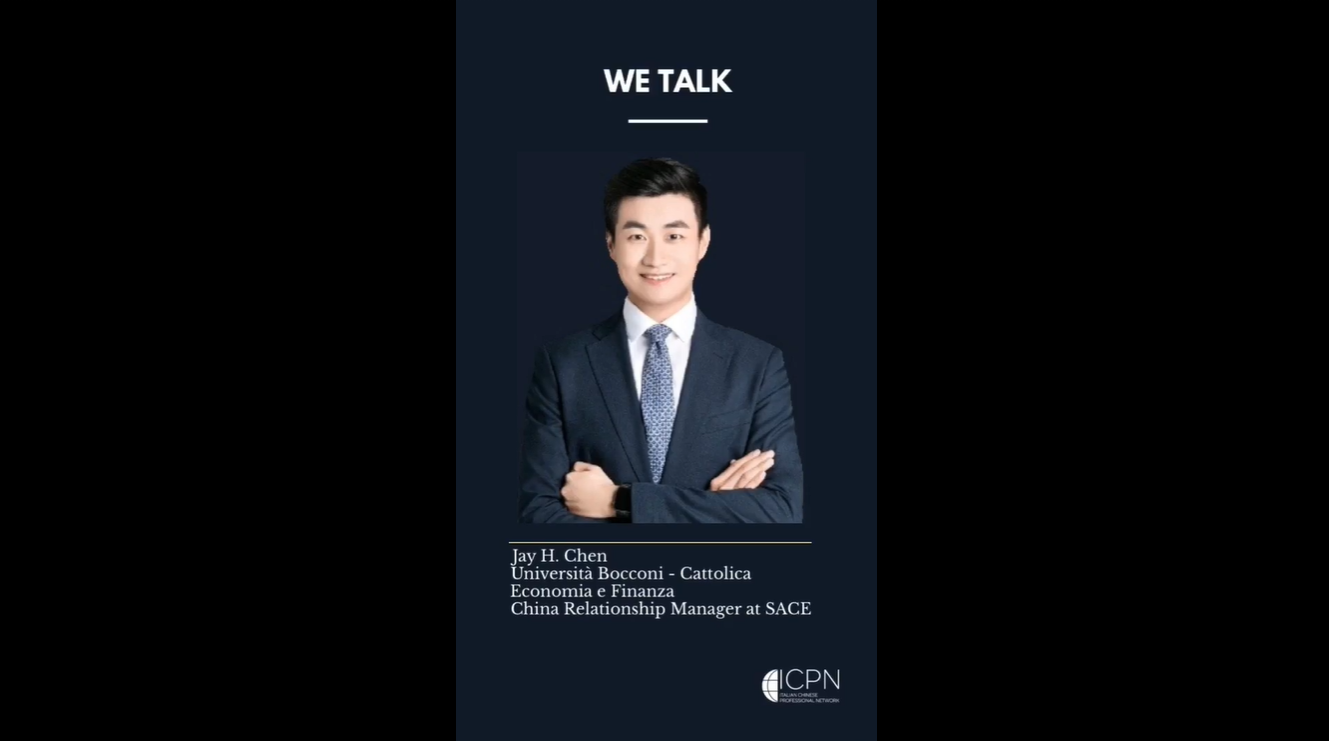 WE TALK
Jay H. Chen
Università Bocconi - Cattolica
Economia e Finanza
China Relationship Manager at SACE
ICPN
ITALIAN CHINESE
PROFESSIONAL NETWORK